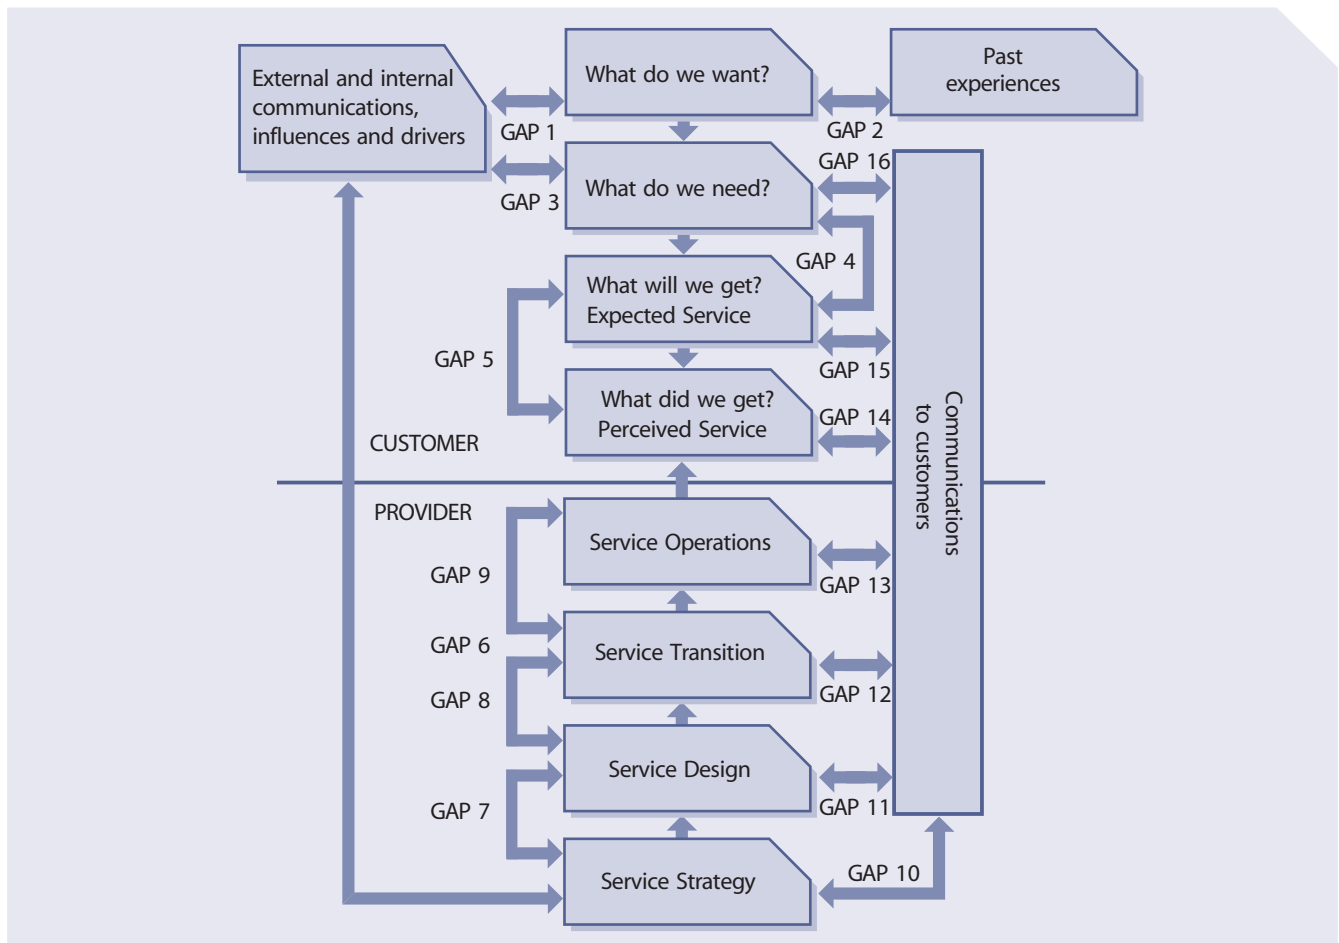 External and internal
communications,
influences and drivers
What do we want?
Past
experiences
GAP 1
GAP 2
GAP 3
What do we need?
GAP 16
GAP 4
What will we get?
Expected Service
GAP 5
GAP 15
What did we get?
Perceived Service
GAP 14
Communications
to customers
CUSTOMER
PROVIDER
Service Operations
GAP 9
GAP 13
GAP 6
Service Transition
GAP 8
GAP 12
Service Design
GAP 7
GAP 11
Service Strategy
GAP 10